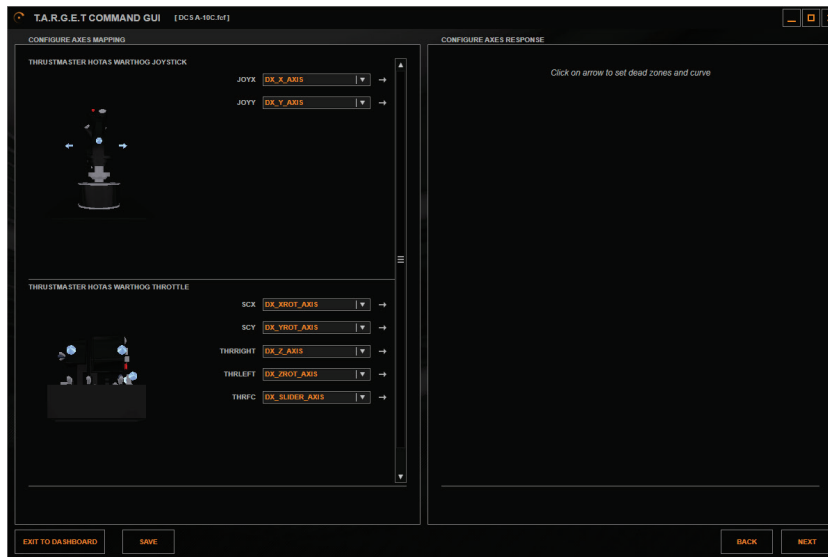 T.A.R.G.E.T COMMAND GUI [ DCS A-10C.fcf ]
CONFIGURE AXES MAPPING
THRUSTMASTER HOTAS WARTHOG JOYSTICK
JOYX DX_X_AXIS
JOYY DX_Y_AXIS
THRUSTMASTER HOTAS WARTHOG THROTTLE
SCX DX_XROT_AXIS
SCY DX_YROT_AXIS
THRRIGHT DX_Z_AXIS
THRLEFT DX_ZROT_AXIS
THRFC DX_SLIDER_AXIS
CONFIGURE AXES RESPONSE
Click on arrow to set dead zones and curve
EXIT TO DASHBOARD SAVE BACK NEXT